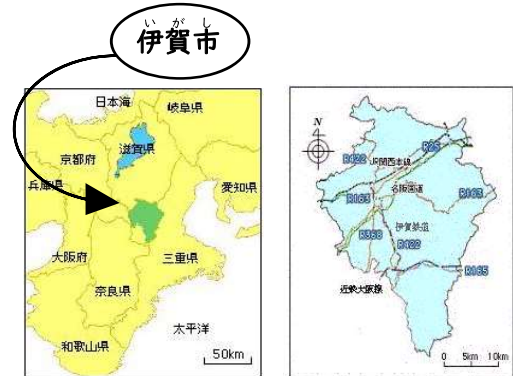 いがし
伊賀市
日本海
岐阜県
滋賀県
京都府
兵庫県
愛知県
大阪府
三重県
奈良県
太平洋
和歌山県
50km
N
R422
R25
JR関西本線
名阪国道
R163
R163
伊賀鉄道
R368
R422
R165
近鉄大阪線
0 5km 10km